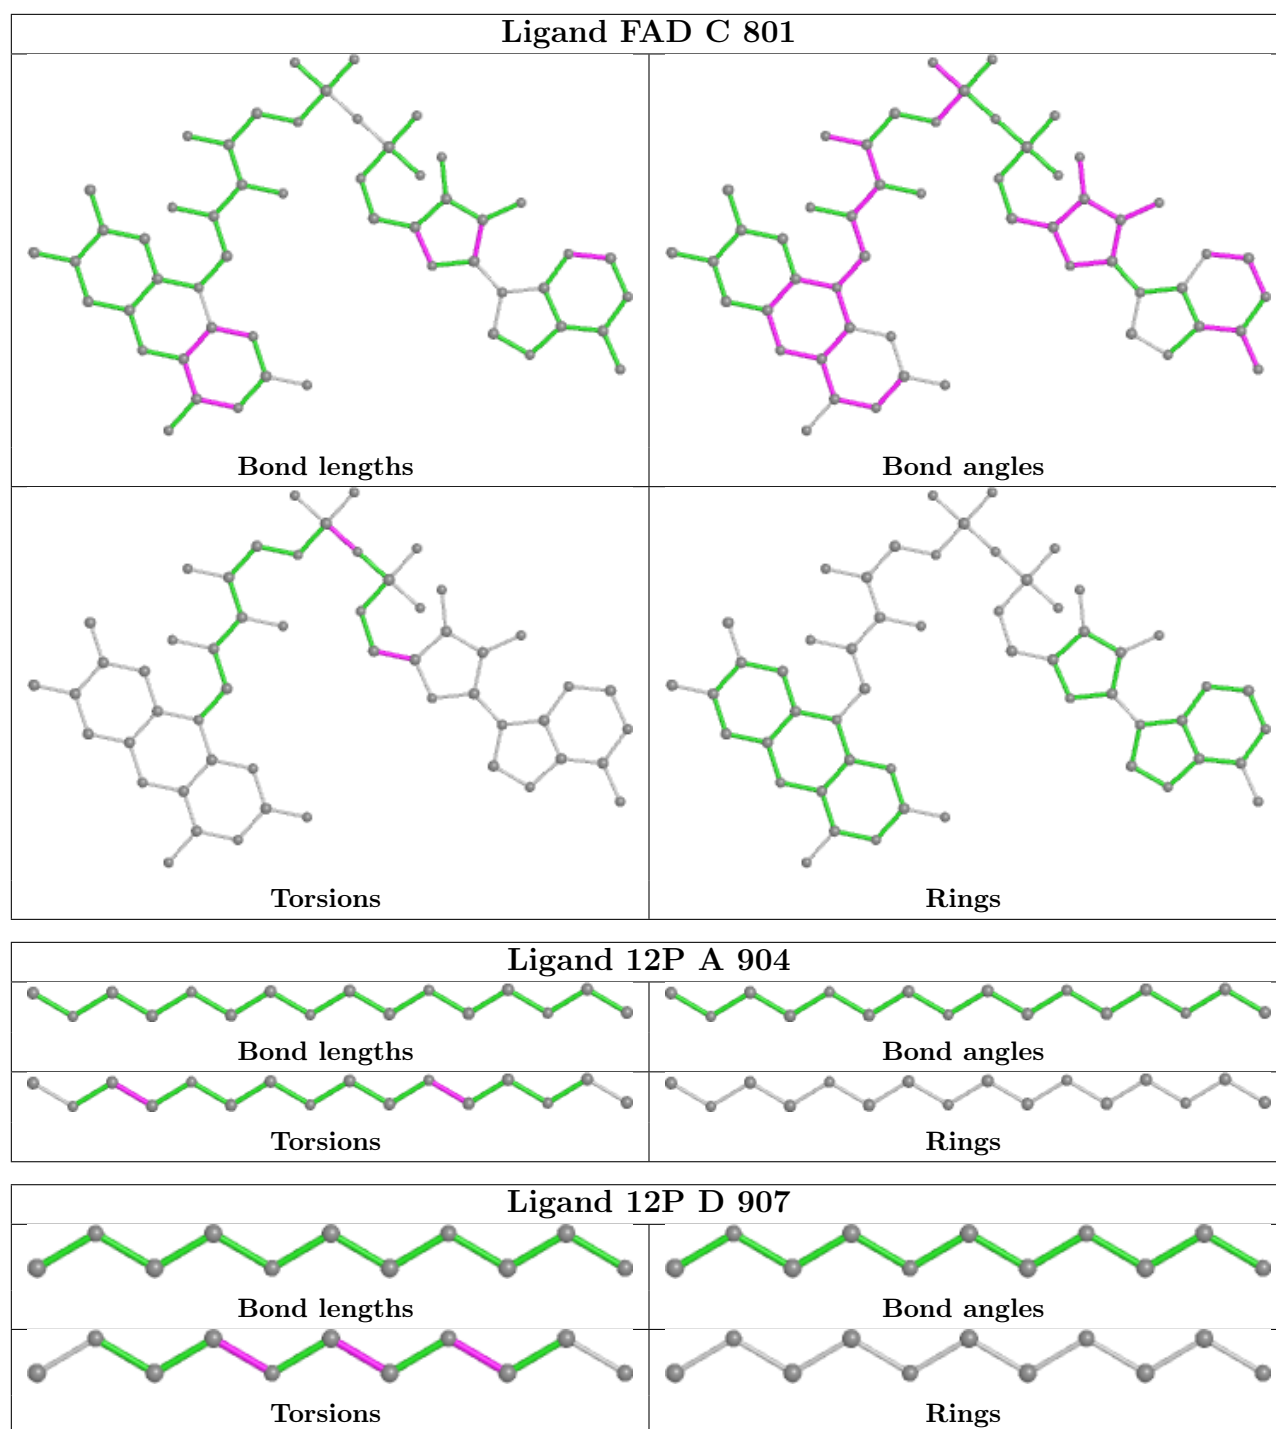 Ligand FAD C 801
Bond lengths
Bond angles
Torsions
Rings
Ligand 12P A 904
Bond lengths
Bond angles
Torsions
Rings
Ligand 12P D 907
Bond lengths
Bond angles
Torsions
Rings